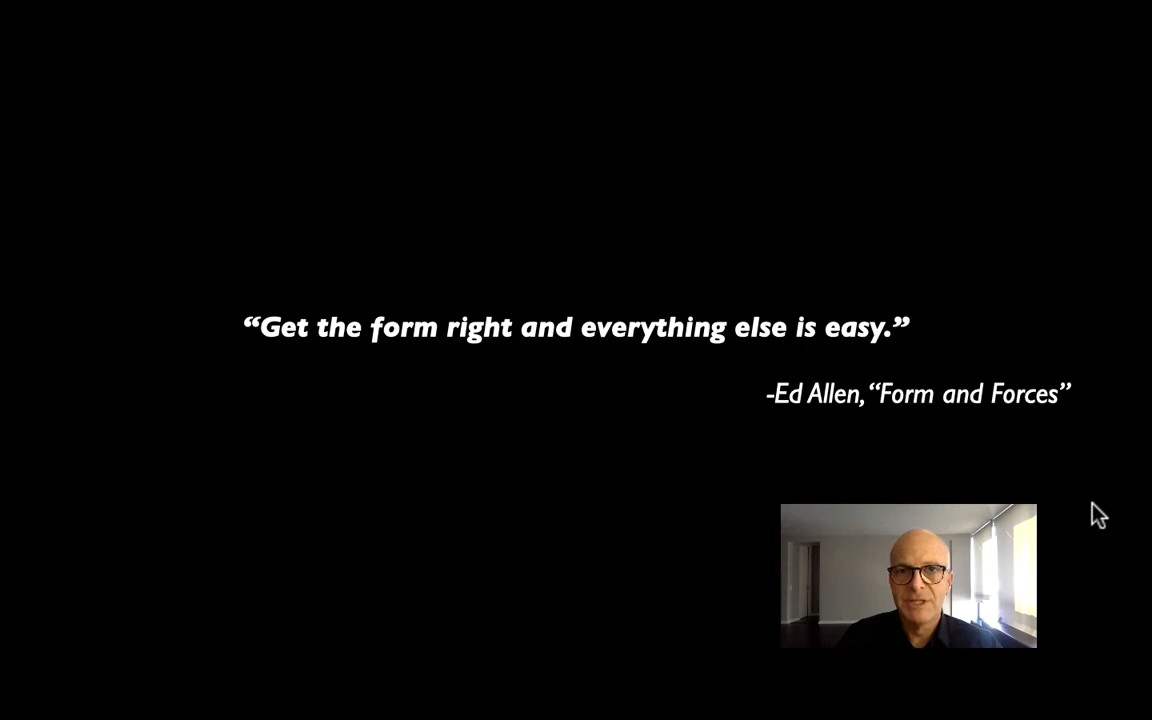 “Get the form right and everything else is easy.”
-Ed Allen, “Form and Forces”